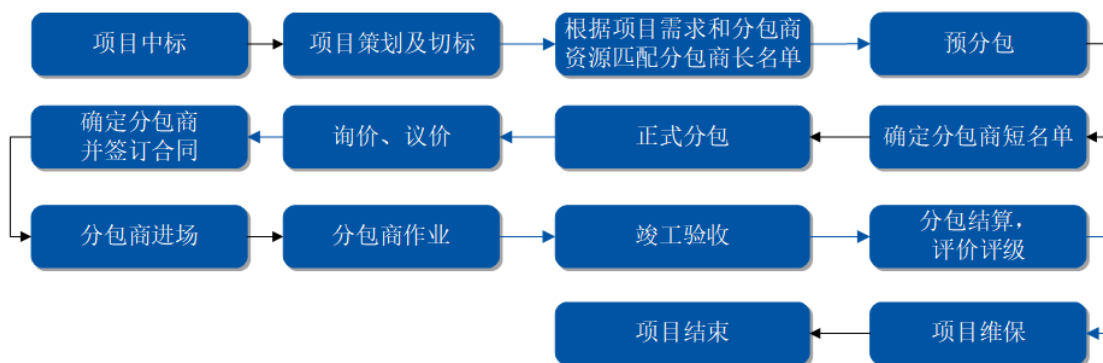 项目中标
项目策划及切标
根据项目需求和分包商
资源匹配分包商长名单
预分包
确定分包商短名单
正式分包
询价、议价
确定分包商
并签订合同
分包商进场
分包商作业
竣工验收
分包结算，
评价评级
项目维保
项目结束